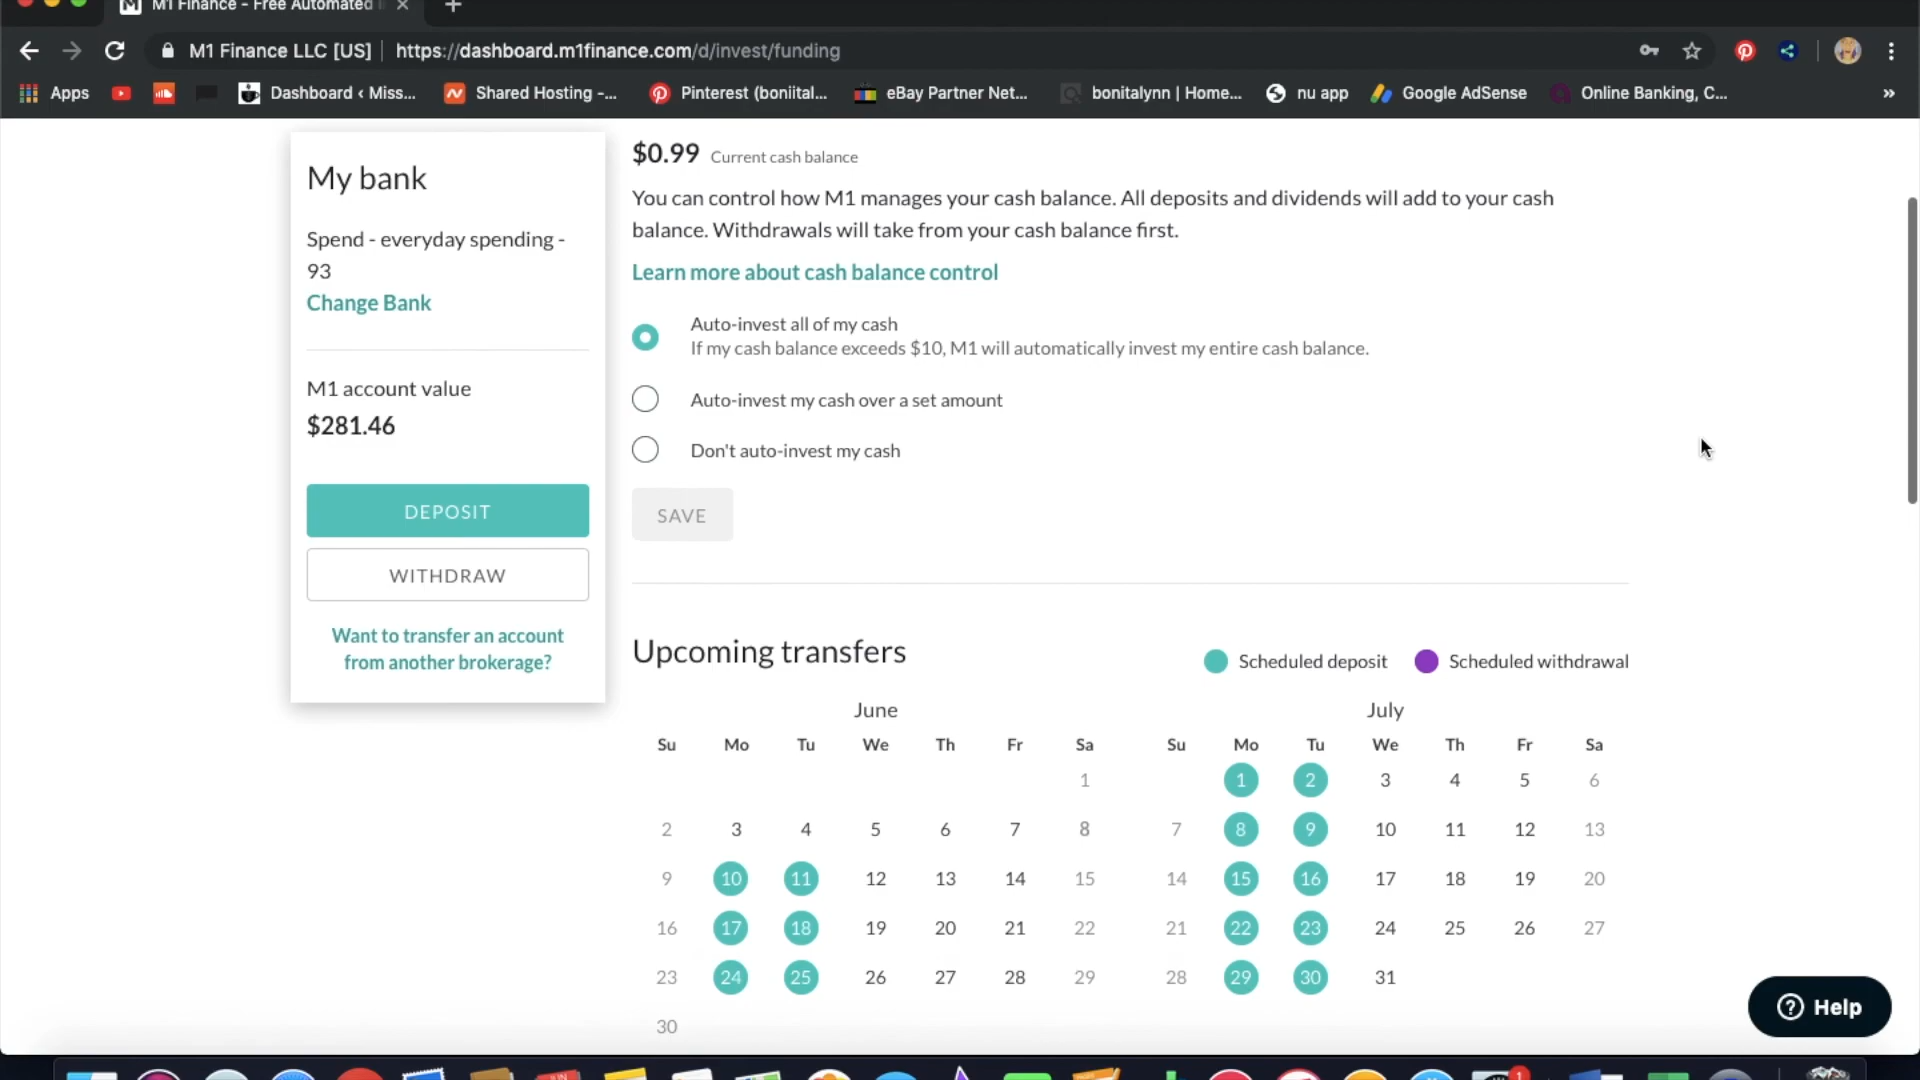 M1 Finance - Free Automated
M1 Finance LLC [US] https://dashboard.m1finance.com/d/invest/funding
Apps Dashboard ‹ Miss... Shared Hosting -... Pinterest (boniital... eBay Partner Net... bonitalynn | Home... nu app Google AdSense Online Banking, C... »
My bank
Spend - everyday spending -
93
Change Bank
M1 account value
$281.46
DEPOSIT
WITHDRAW
Want to transfer an account
from another brokerage?
$0.99 Current cash balance
You can control how M1 manages your cash balance. All deposits and dividends will add to your cash
balance. Withdrawals will take from your cash balance first.
Learn more about cash balance control
Auto-invest all of my cash
If my cash balance exceeds $10, M1 will automatically invest my entire cash balance.
Auto-invest my cash over a set amount
Don't auto-invest my cash
SAVE
Upcoming transfers
Scheduled deposit Scheduled withdrawal
June
Su Mo Tu We Th Fr Sa
1
2 3 4 5 6 7 8
9 10 11 12 13 14 15
16 17 18 19 20 21 22
23 24 25 26 27 28 29
30
July
Su Mo Tu We Th Fr Sa
1 2 3 4 5 6
7 8 9 10 11 12 13
14 15 16 17 18 19 20
21 22 23 24 25 26 27
28 29 30 31
Help
JUN
1